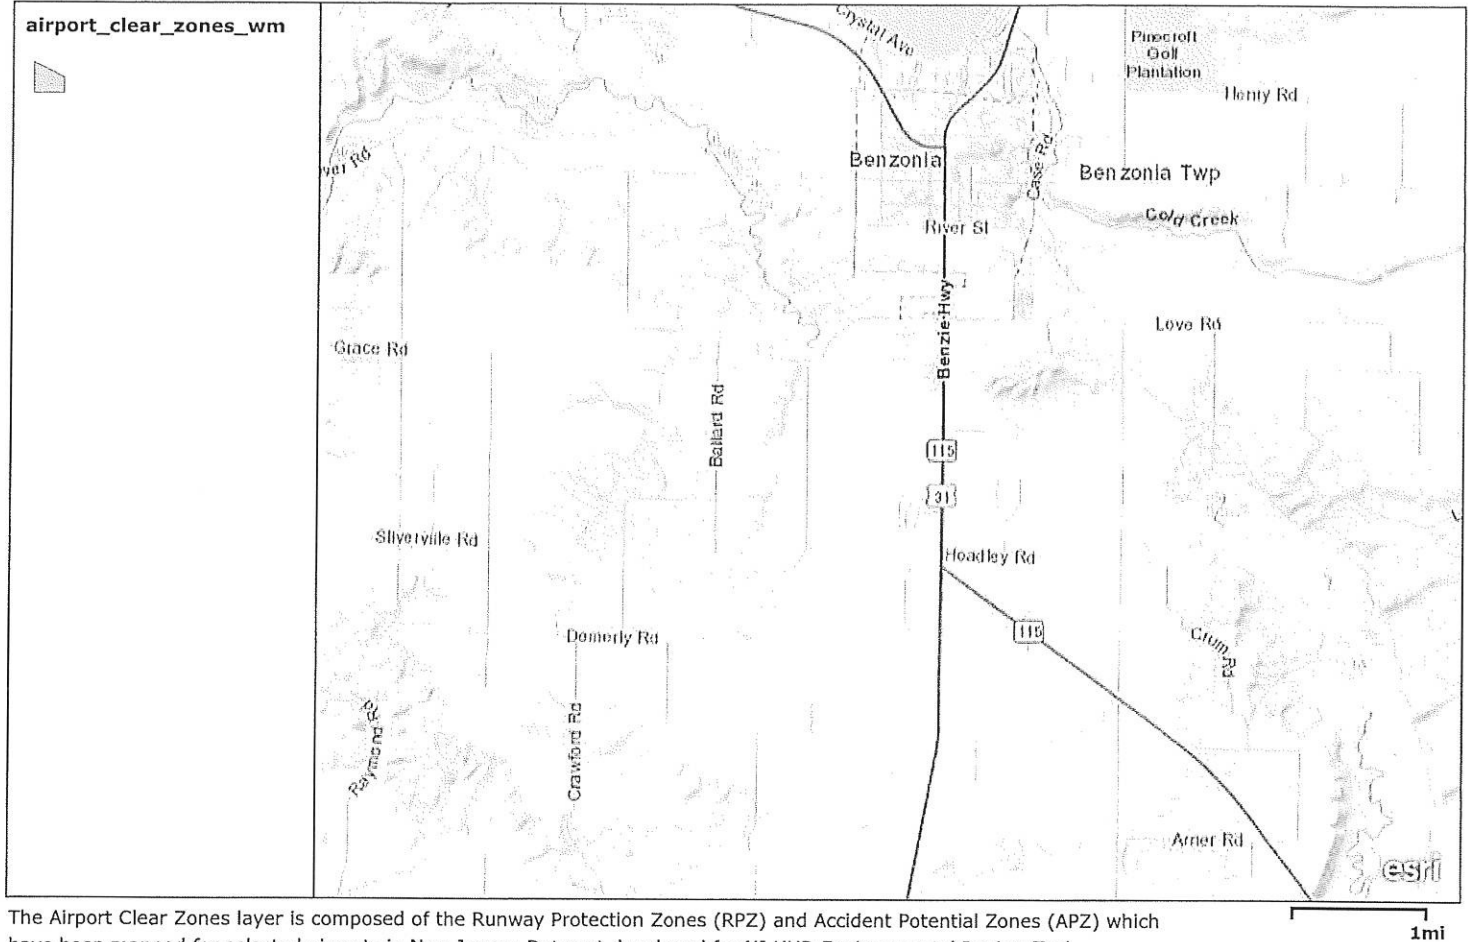 airport_clear_zones_wm
Crystal Ave
Pinecroft
Golf
Plantation
Henry Rd
Benzonia
Case Rd
Benzonia Twp
Cold Creek
River St
Benzie Hwy
Love Rd
Grace Rd
Ballard Rd
115
31
Silverville Rd
Hoadley Rd
115
Domerly Rd
Crum Rd
Raymond Rd
Crawford Rd
Amer Rd
esri
The Airport Clear Zones layer is composed of the Runway Protection Zones (RPZ) and Accident Potential Zones (APZ) which
1mi